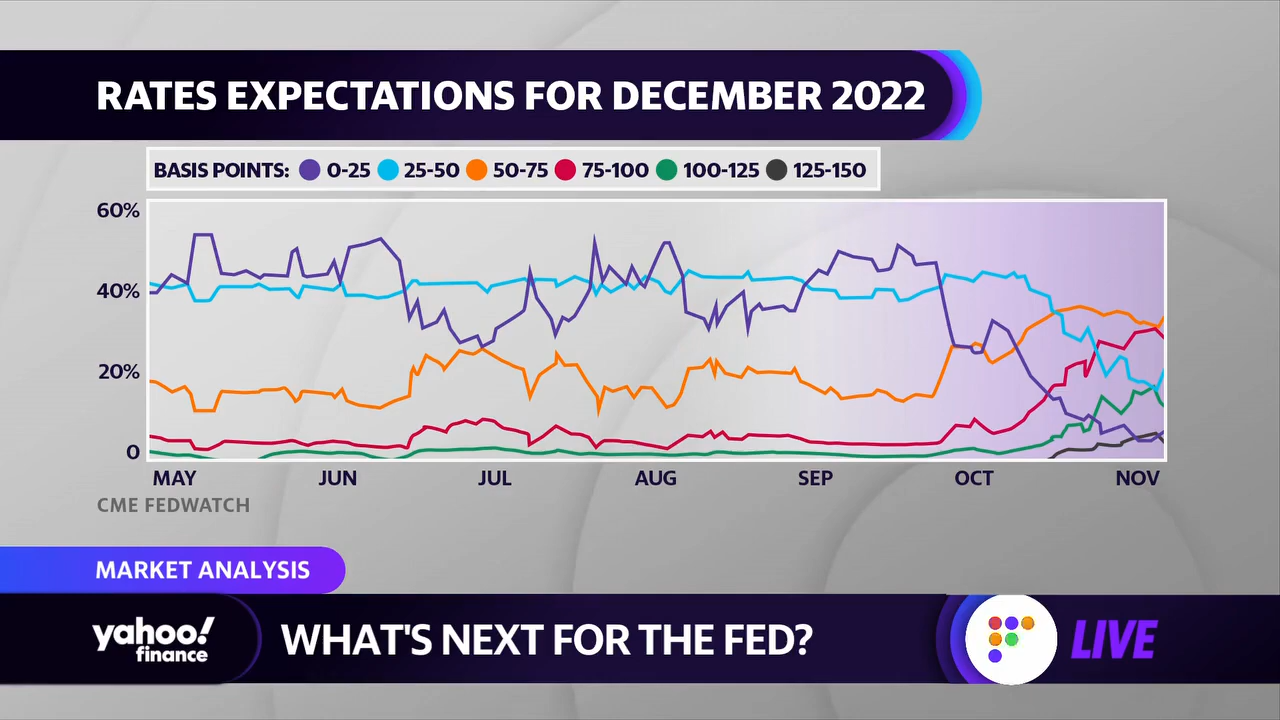 RATES EXPECTATIONS FOR DECEMBER 2022
BASIS POINTS: 0-25 25-50 50-75 75-100 100-125 125-150
60%
40%
20%
0
MAY JUN JUL AUG SEP OCT NOV
CME FEDWATCH
MARKET ANALYSIS
yahoo!
finance
WHAT'S NEXT FOR THE FED?
LIVE